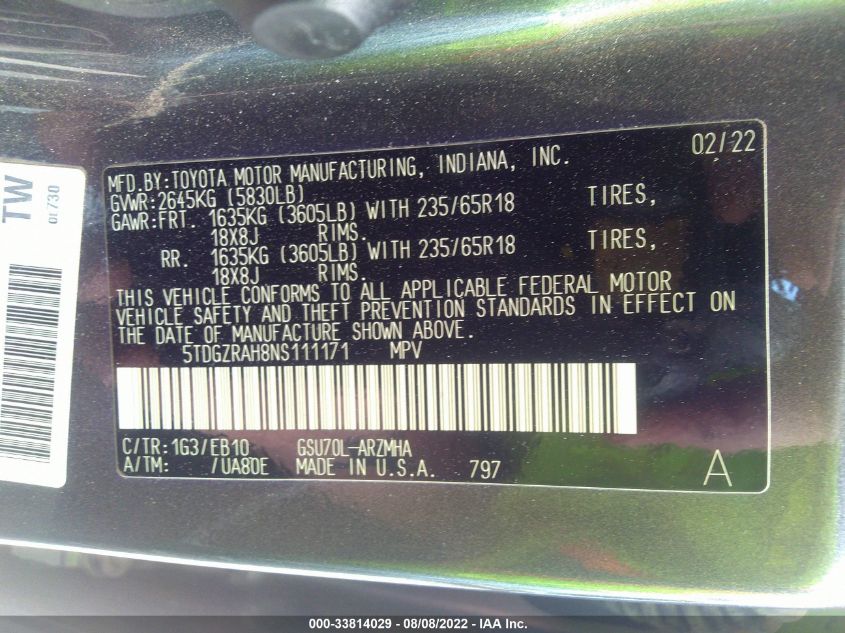 MFD.BY:TOYOTA MOTOR MANUFACTURING, INDIANA, INC. 02/22
GVWR:2645KG (5830LB)
GAWR:FRT. 1635KG (3605LB) WITH 235/65R18 TIRES,
18X8J RIMS.
RR. 1635KG (3605LB) WITH 235/65R18 TIRES,
18X8J RIMS.
THIS VEHICLE CONFORMS TO ALL APPLICABLE FEDERAL MOTOR
VEHICLE SAFETY AND THEFT PREVENTION STANDARDS IN EFFECT ON
THE DATE OF MANUFACTURE SHOWN ABOVE.
5TDGZRAH8NS111171 MPV
C/TR:1G3/EB10 GSU70L-ARZMHA
A/TM: /UA80E MADE IN U.S.A. 797 A
TW
01730
000-33814029 - 08/08/2022 - IAA Inc.